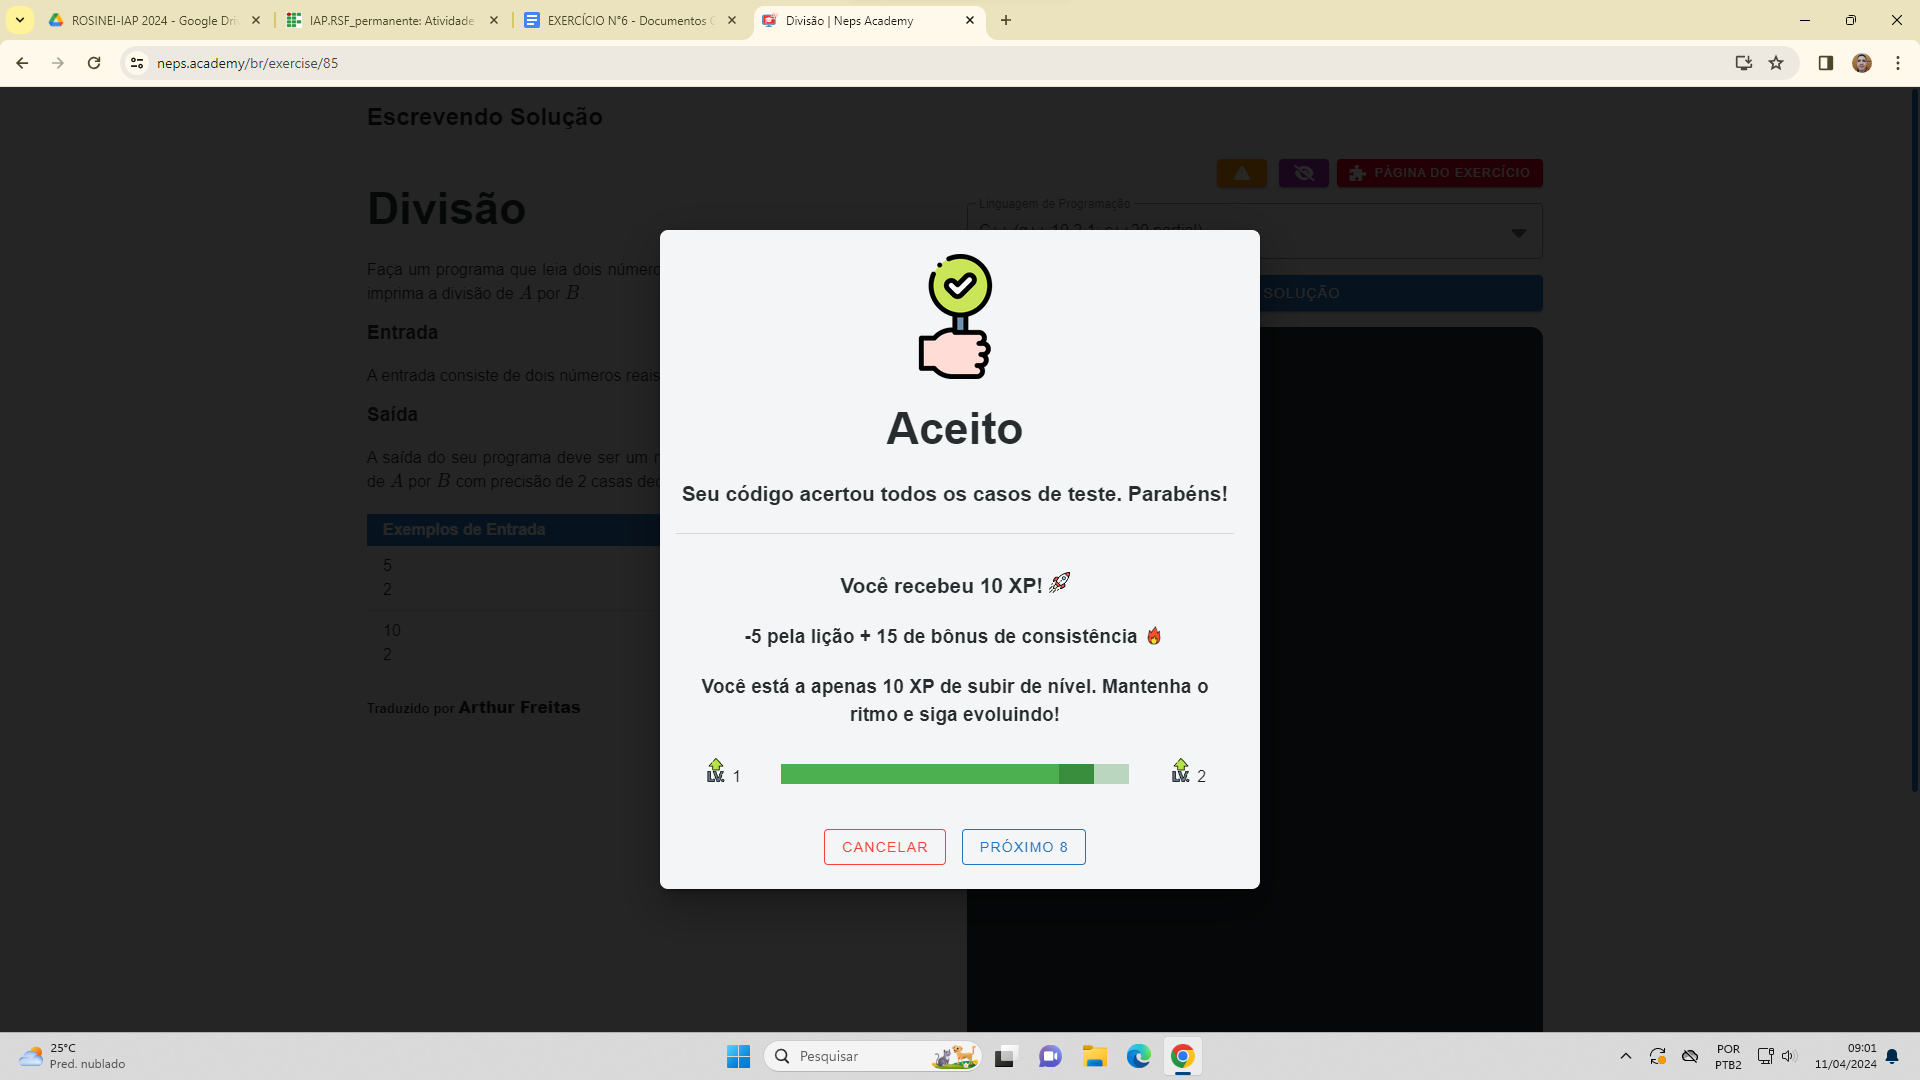 ROSINEI-IAP 2024 - Google Dri
IAP.RSF_permanente: Atividade
EXERCÍCIO N°6 - Documentos
Divisão | Neps Academy
neps.academy/br/exercise/85
Escrevendo Solução
PÁGINA DO EXERCÍCIO
Divisão
Linguagem de Programação
Faça um programa que leia dois número
imprima a divisão de A por B.
SOLUÇÃO
Entrada
A entrada consiste de dois números reais
Saída
A saída do seu programa deve ser um
de A por B com precisão de 2 casas dec
Exemplos de Entrada
5
2
10
2
Traduzido por Arthur Freitas
Aceito
Seu código acertou todos os casos de teste. Parabéns!
Você recebeu 10 XP!
-5 pela lição + 15 de bônus de consistência
Você está a apenas 10 XP de subir de nível. Mantenha o
ritmo e siga evoluindo!
LV. 1
LV. 2
CANCELAR
PRÓXIMO 8
25°C
Pred. nublado
Pesquisar
POR
PTB2
09:01
11/04/2024